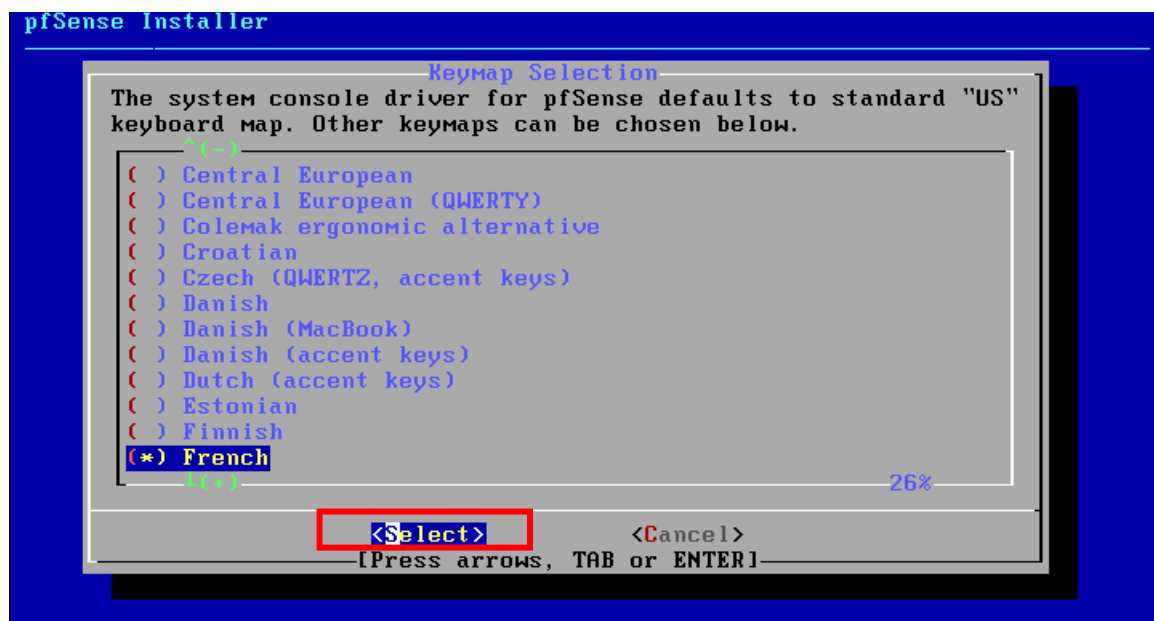 pfSense Installer
Keymap Selection
The system console driver for pfSense defaults to standard "US"
keyboard map. Other keymaps can be chosen below.
^(-)
( ) Central European
( ) Central European (QWERTY)
( ) Colemak ergonomic alternative
( ) Croatian
( ) Czech (QWERTZ, accent keys)
( ) Danish
( ) Danish (MacBook)
( ) Danish (accent keys)
( ) Dutch (accent keys)
( ) Estonian
( ) Finnish
(*) French
┴(+) 26%
<Select> <Cancel>
[Press arrows, TAB or ENTER]